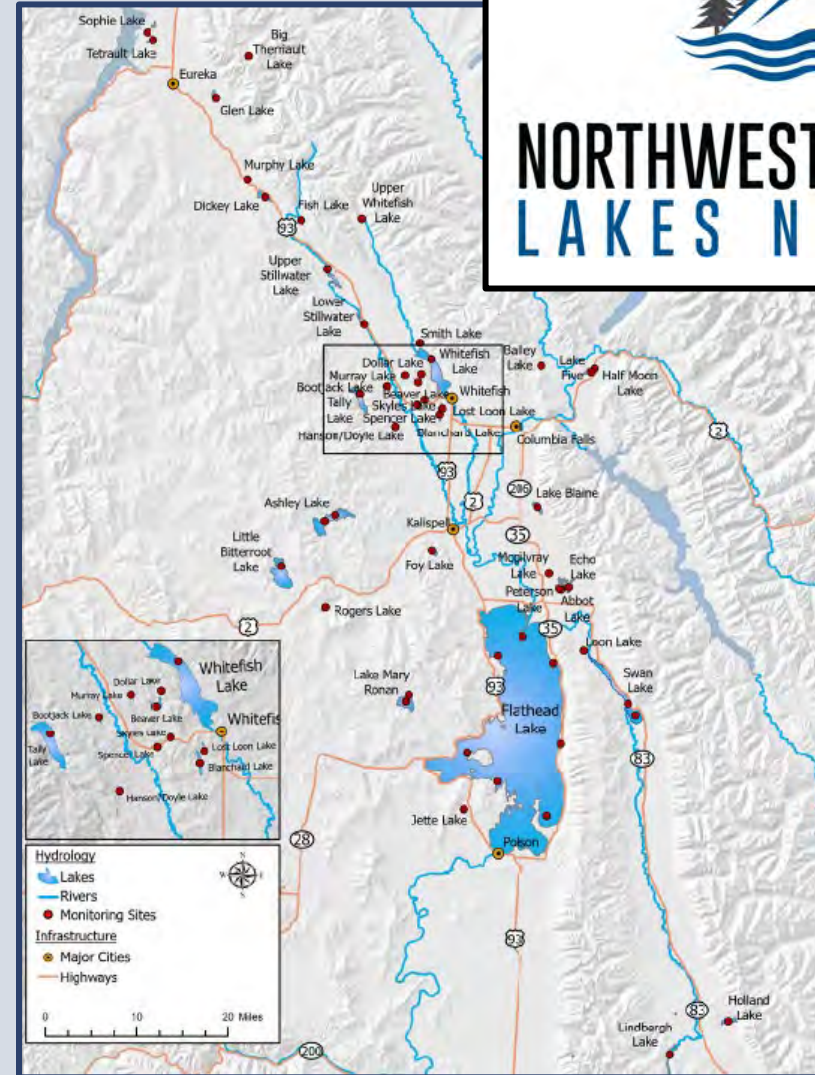 NORTHWEST
LAKES N
Sophie Lake
Tetrault Lake
Big
Therriault
Lake
Eureka
Glen Lake
Murphy Lake
Dickey Lake
Fish Lake
Upper
Whitefish
Lake
93
Upper
Stillwater
Lake
Lower
Stillwater
Lake
Smith Lake
Dollar Lake
Whitefish
Lake
Murray Lake
Bootjack Lake
Beaver Lake
Whitefish
Tally
Lake
Skyles Lake
Lost Loon Lake
Spencer Lake
Hanson/Doyle Lake
Blanchard Lake
Bailey
Lake
Lake
Five
Half Moon
Lake
Columbia Falls
2
93
2
206
Lake Blaine
Ashley Lake
Kalispell
35
Little
Bitterroot
Lake
Foy Lake
Mcgilvray
Lake
Echo
Lake
Peterson
Lake
Abbot
Lake
Rogers Lake
2
35
Loon Lake
Lake Mary
Ronan
93
Swan
Lake
Flathead
Lake
83
Jette Lake
Polson
28
93
83
Holland
Lake
Lindbergh
Lake
200
Whitefish
Lake
Dollar Lake
Murray Lake
Bootjack Lake
Beaver Lake
Whitefis
Skyles Lake
Tally
Lake
Spencer Lake
Lost Loon Lake
Blanchard Lake
Hanson/Doyle Lake
Hydrology
Lakes
Rivers
Monitoring Sites
Infrastructure
Major Cities
Highways
N
W
E
S
0 10 20 Miles